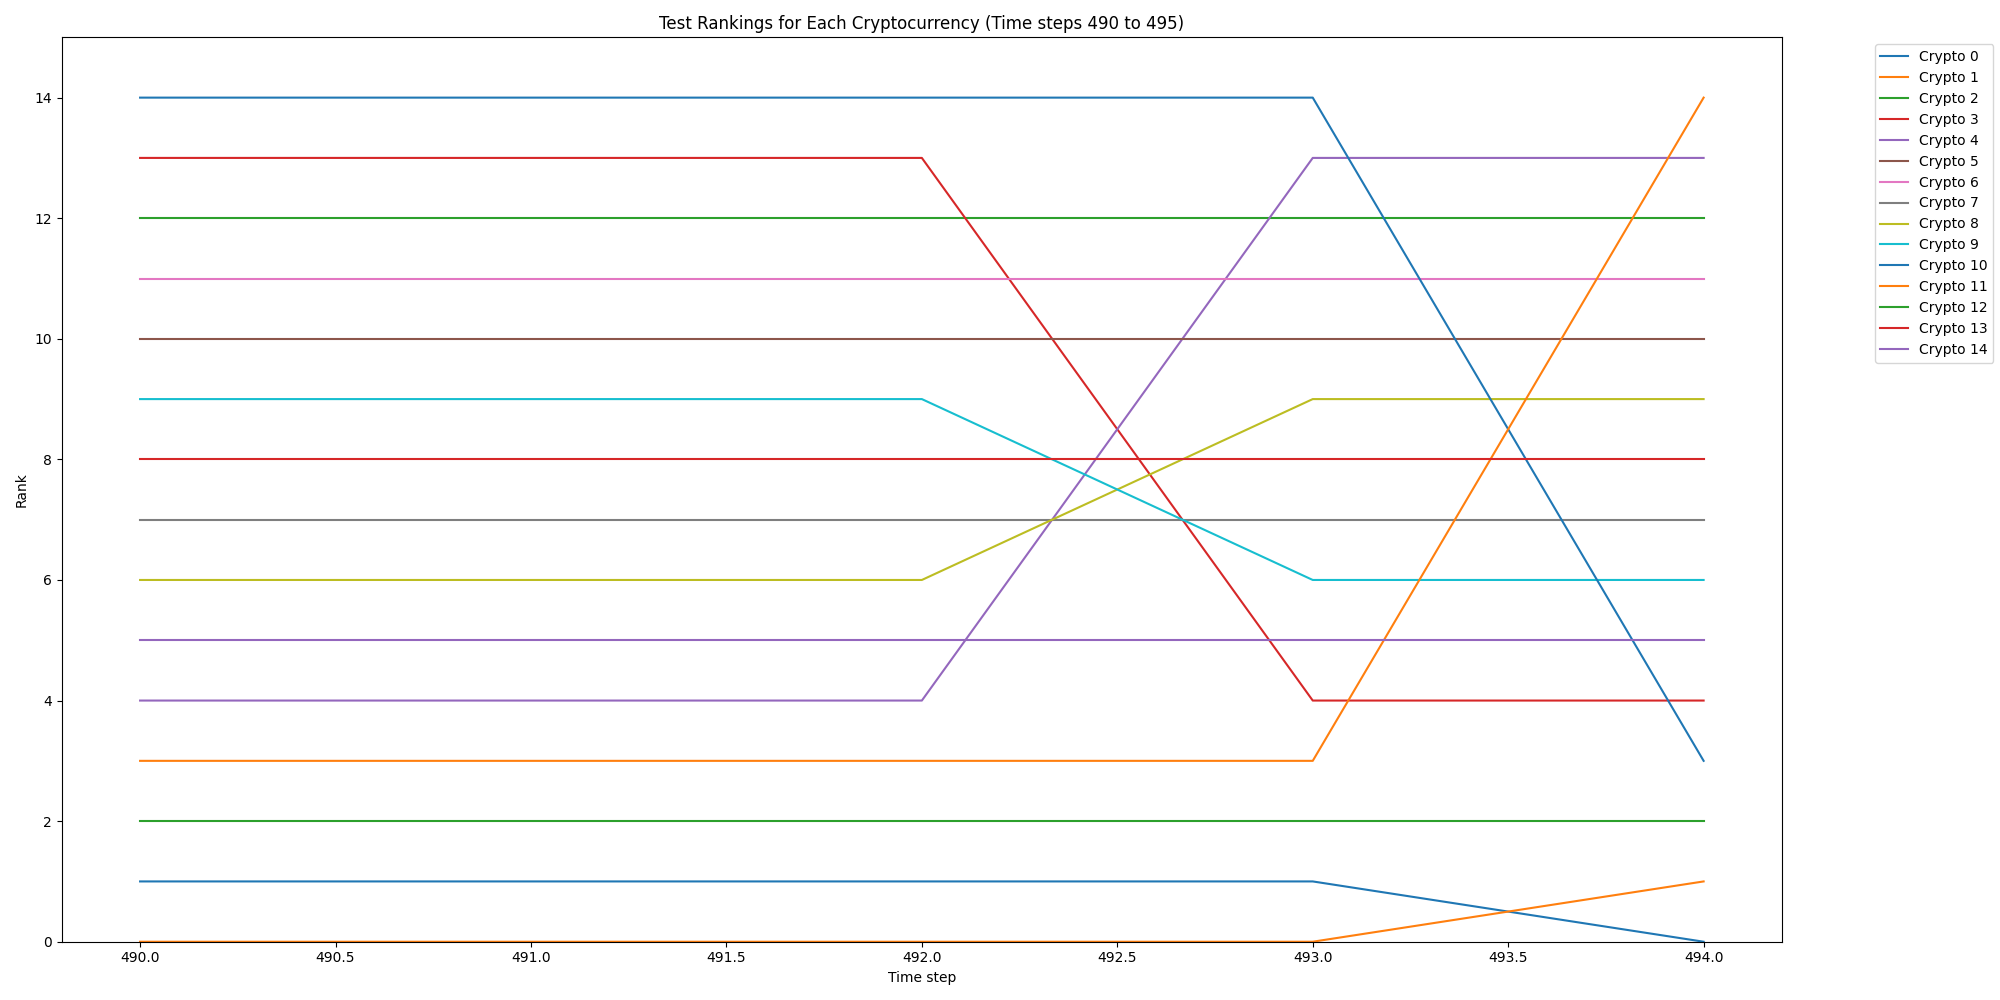 Test Rankings for Each Cryptocurrency (Time steps 490 to 495)
Rank
14
12
10
8
6
4
2
0
490.0 490.5 491.0 491.5 492.0 492.5 493.0 493.5 494.0
Time step
Crypto 0
Crypto 1
Crypto 2
Crypto 3
Crypto 4
Crypto 5
Crypto 6
Crypto 7
Crypto 8
Crypto 9
Crypto 10
Crypto 11
Crypto 12
Crypto 13
Crypto 14